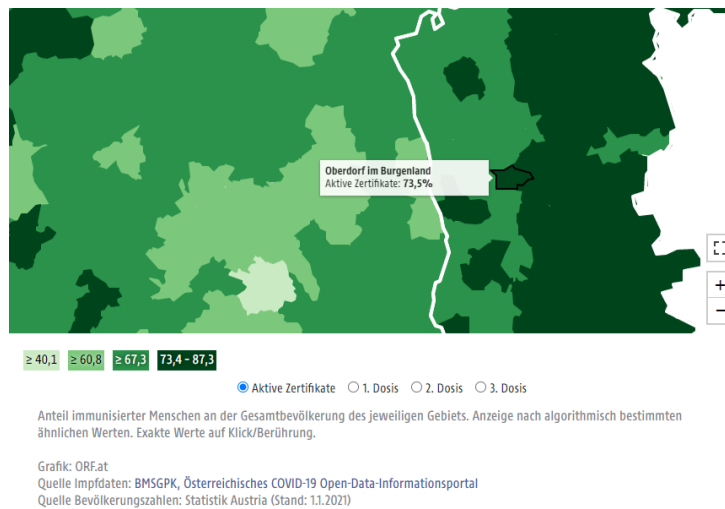 Oberdorf im Burgenland
Aktive Zertifikate: 73,5%
+
−
≥ 40,1 ≥ 60,8 ≥ 67,3 73,4 – 87,3
Aktive Zertifikate 1. Dosis 2. Dosis 3. Dosis
Anteil immunisierter Menschen an der Gesamtbevölkerung des jeweiligen Gebiets. Anzeige nach algorithmisch bestimmten
ähnlichen Werten. Exakte Werte auf Klick/Berührung.
Grafik: ORF.at
Quelle Impfdaten: BMSGPK, Österreichisches COVID-19 Open-Data-Informationsportal
Quelle Bevölkerungszahlen: Statistik Austria (Stand: 1.1.2021)